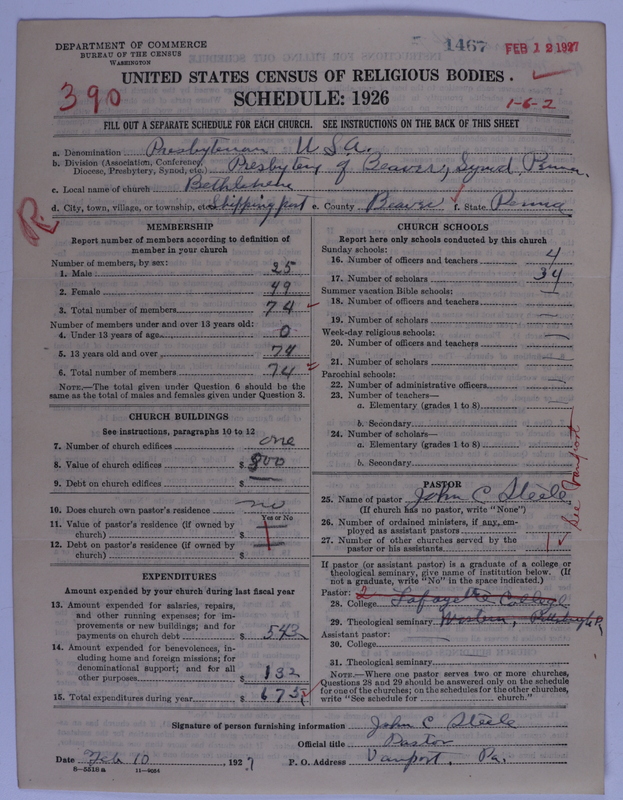 DEPARTMENT OF COMMERCE
BUREAU OF THE CENSUS
WASHINGTON
1467 FEB 12 1927
UNITED STATES CENSUS OF RELIGIOUS BODIES.
390
SCHEDULE: 1926
1-6-2
FILL OUT A SEPARATE SCHEDULE FOR EACH CHURCH. SEE INSTRUCTIONS ON THE BACK OF THIS SHEET
a. Denomination Presbyterian U.S.A.
b. Division (Association, Conference, Diocese, Presbytery, Synod, etc.) Presbytery of Beaver, Synod, Penna.
c. Local name of church Bethlehem
d. City, town, village, or township, etc. Shippingport e. County Beaver f. State Penna
R.
MEMBERSHIP
Report number of members according to definition of
member in your church
Number of members, by sex:
1. Male 25
2. Female 49
3. Total number of members 74
Number of members under and over 13 years old:
4. Under 13 years of age 0
5. 13 years old and over 74
6. Total number of members 74
NOTE.—The total given under Question 6 should be the
same as the total of males and females given under Question 3.
CHURCH BUILDINGS
See instructions, paragraphs 10 to 12
7. Number of church edifices one
8. Value of church edifices $ 800
9. Debt on church edifices $
10. Does church own pastor's residence no
Yes or No
11. Value of pastor's residence (if owned by
church) $
12. Debt on pastor's residence (if owned by
church) $
EXPENDITURES
Amount expended by your church during last fiscal year
13. Amount expended for salaries, repairs,
and other running expenses; for im-
provements or new buildings; and for
payments on church debt $ 543
14. Amount expended for benevolences, in-
cluding home and foreign missions; for
denominational support; and for all
other purposes $ 132
15. Total expenditures during year $ 675
CHURCH SCHOOLS
Report here only schools conducted by this church
Sunday schools:
16. Number of officers and teachers 4
17. Number of scholars 34
Summer vacation Bible schools:
18. Number of officers and teachers
19. Number of scholars
Week-day religious schools:
20. Number of officers and teachers
21. Number of scholars
Parochial schools:
22. Number of administrative officers
23. Number of teachers—
a. Elementary (grades 1 to 8)
b. Secondary
24. Number of scholars—
a. Elementary (grades 1 to 8)
b. Secondary
See Vanport
PASTOR
25. Name of pastor John C Steele
(If church has no pastor, write "None")
26. Number of ordained ministers, if any, em-
ployed as assistant pastors
27. Number of other churches served by the
pastor or his assistants 1
If pastor (or assistant pastor) is a graduate of a college or
theological seminary, give name of institution below. (If
not a graduate, write "No" in the space indicated.)
Pastor: 2
28. College Lafayette College
29. Theological seminary Western, Pittsburgh, Pa
Assistant pastor:
30. College
31. Theological seminary
NOTE.—Where one pastor serves two or more churches,
Questions 28 and 29 should be answered only on the schedule
for one of the churches; on the schedules for the other churches,
write "See schedule for church."
Signature of person furnishing information John C Steele
Official title Pastor
Date Feb 10, 1927 P. O. Address Vanport, Pa.
8-5518 a 11-8064